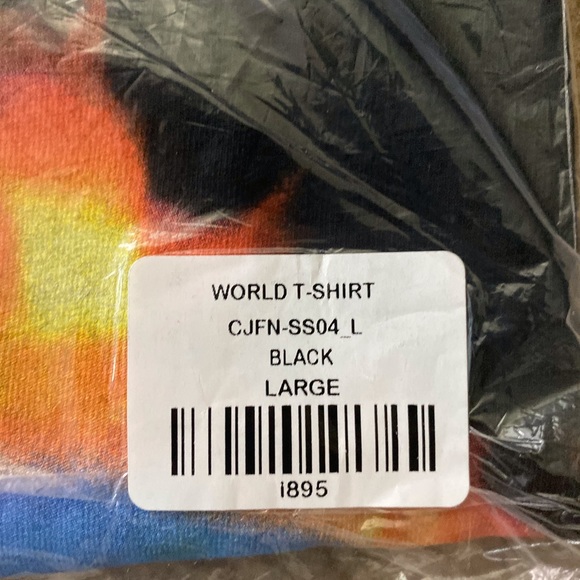 WORLD T-SHIRT
CJFN-SS04_L
BLACK
LARGE
i895